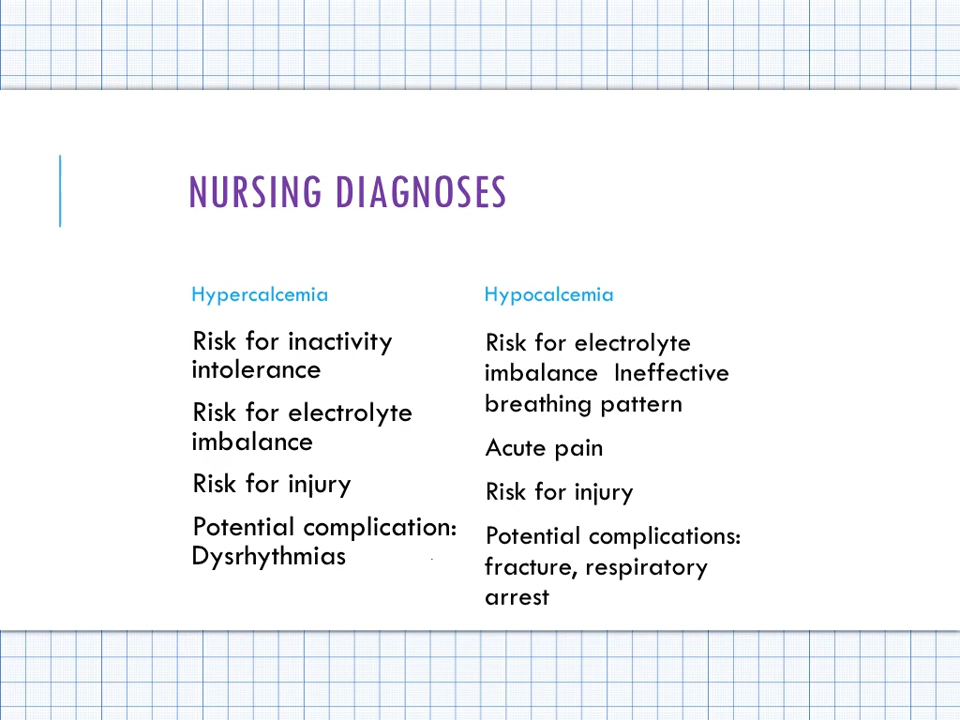 NURSING DIAGNOSES
Hypercalcemia
Risk for inactivity
intolerance
Risk for electrolyte
imbalance
Risk for injury
Potential complication:
Dysrhythmias
Hypocalcemia
Risk for electrolyte
imbalance  Ineffective
breathing pattern
Acute pain
Risk for injury
Potential complications:
fracture, respiratory
arrest